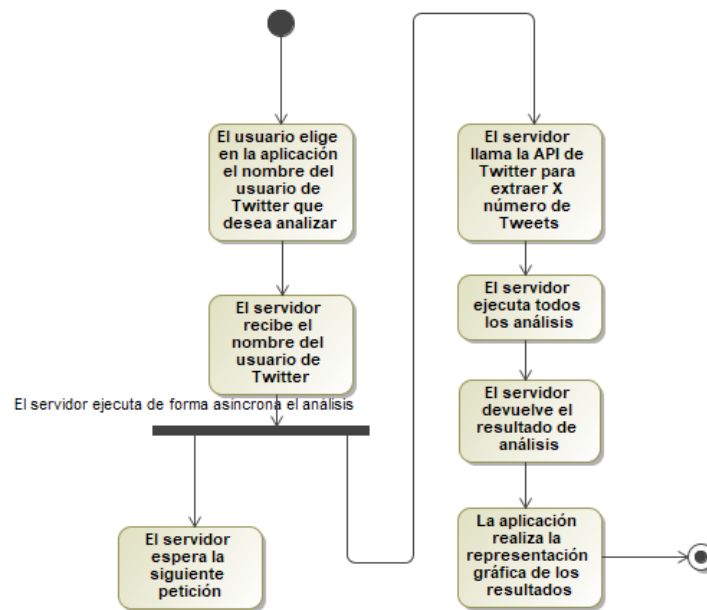 El usuario elige
en la aplicación
el nombre del
usuario de
Twitter que
desea analizar
El servidor
recibe el
nombre del
usuario de
Twitter
El servidor ejecuta de forma asíncrona el análisis
El servidor
espera la
siguiente
petición
El servidor
llama la API de
Twitter para
extraer X
número de
Tweets
El servidor
ejecuta todos
los análisis
El servidor
devuelve el
resultado de
análisis
La aplicación
realiza la
representación
gráfica de los
resultados